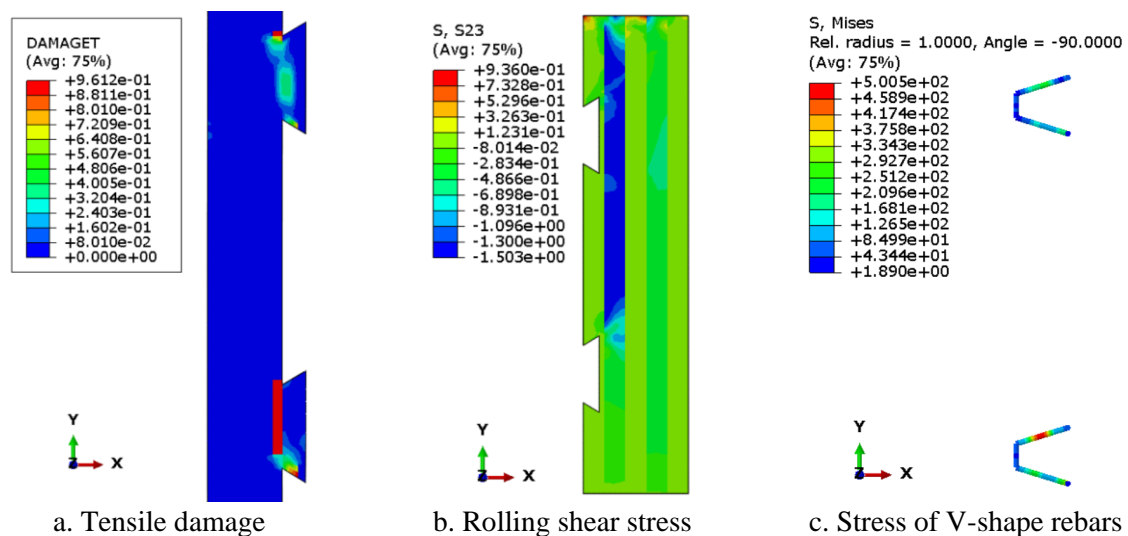 DAMAGET
(Avg: 75%)
+9.612e-01
+8.811e-01
+8.010e-01
+7.209e-01
+6.408e-01
+5.607e-01
+4.806e-01
+4.005e-01
+3.204e-01
+2.403e-01
+1.602e-01
+8.010e-02
+0.000e+00
Y
Z
X
a. Tensile damage
S, S23
(Avg: 75%)
+9.360e-01
+7.328e-01
+5.296e-01
+3.263e-01
+1.231e-01
-8.014e-02
-2.834e-01
-4.866e-01
-6.898e-01
-8.931e-01
-1.096e+00
-1.300e+00
-1.503e+00
Y
Z
X
b. Rolling shear stress
S, Mises
Rel. radius = 1.0000, Angle = -90.0000
(Avg: 75%)
+5.005e+02
+4.589e+02
+4.174e+02
+3.758e+02
+3.343e+02
+2.927e+02
+2.512e+02
+2.096e+02
+1.681e+02
+1.265e+02
+8.499e+01
+4.344e+01
+1.890e+00
Y
Z
X
c. Stress of V-shape rebars